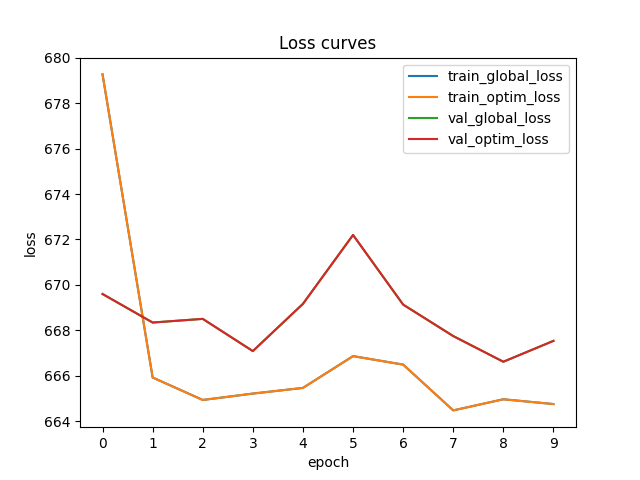 Loss curves
680
678
676
674
672
670
668
666
664
loss
train_global_loss
train_optim_loss
val_global_loss
val_optim_loss
0 1 2 3 4 5 6 7 8 9
epoch